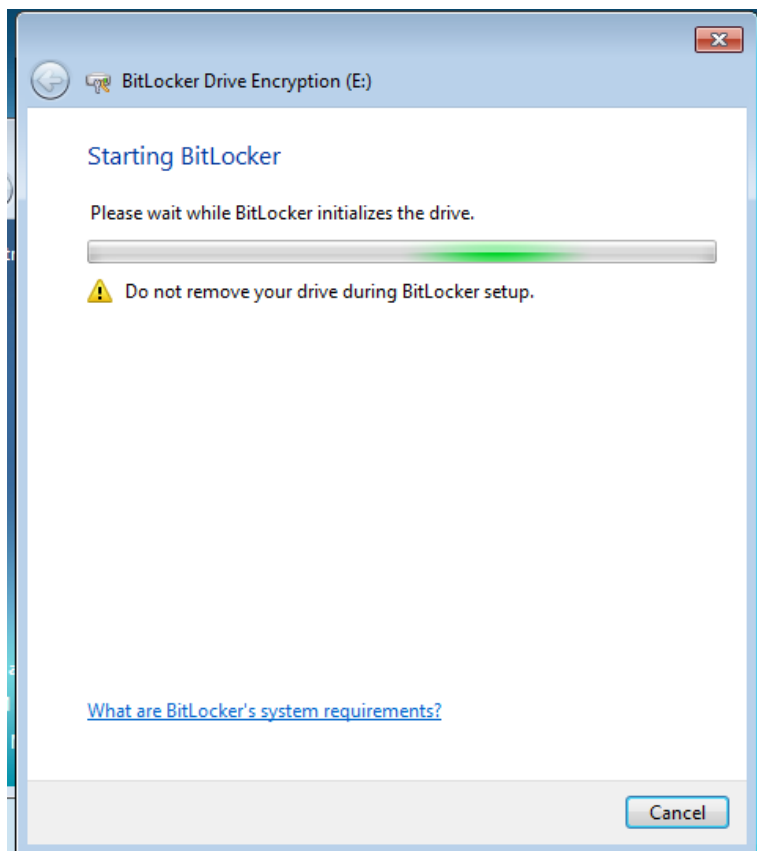 BitLocker Drive Encryption (E:)
Starting BitLocker
Please wait while BitLocker initializes the drive.
Do not remove your drive during BitLocker setup.
What are BitLocker's system requirements?
Cancel